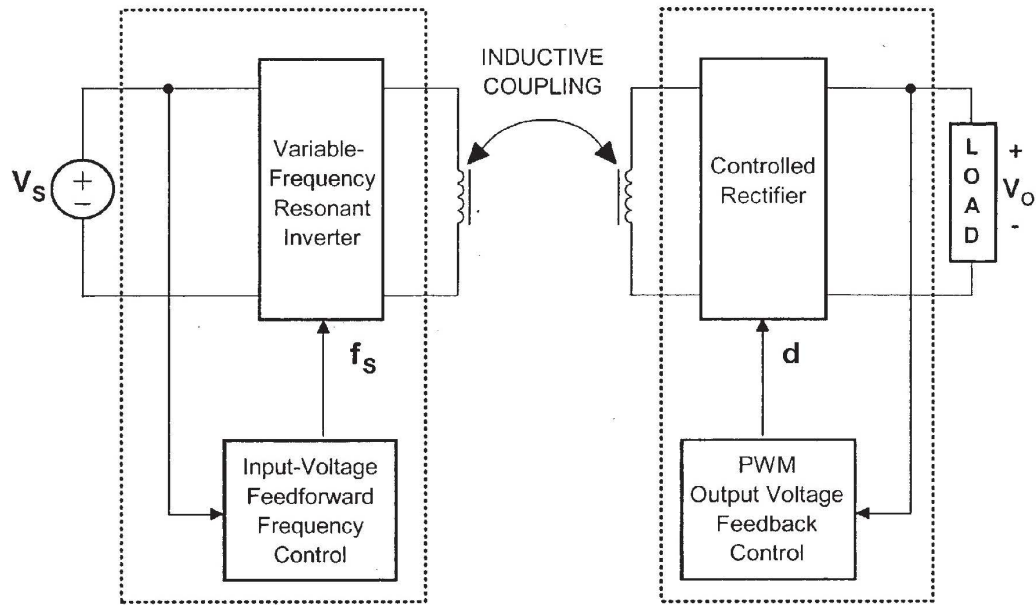 INDUCTIVE
COUPLING
V_S
+
−
Variable-
Frequency
Resonant
Inverter
Controlled
Rectifier
L
O
A
D
+
V_O
-
f_S
d
Input-Voltage
Feedforward
Frequency
Control
PWM
Output Voltage
Feedback
Control